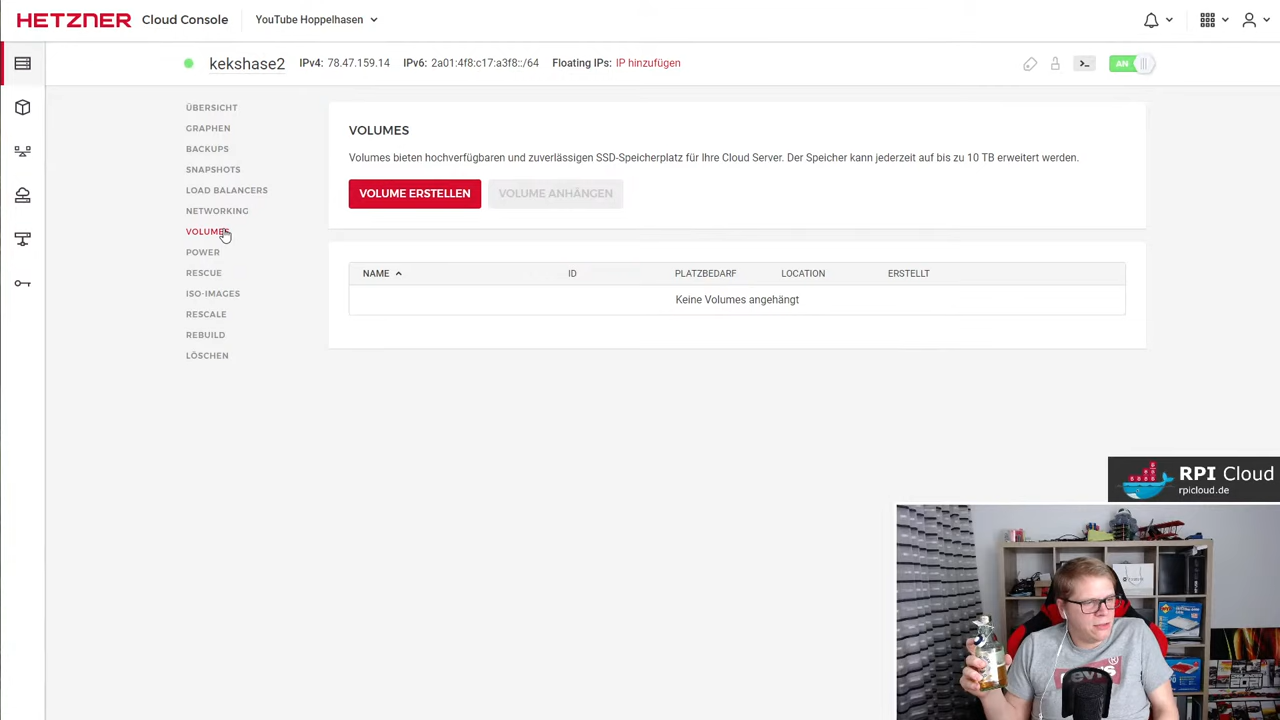 HETZNER Cloud Console YouTube Hoppelhasen
kekshase2 IPv4: 78.47.159.14 IPv6: 2a01:4f8:c17:a3f8::/64 Floating IPs: IP hinzufügen AN
ÜBERSICHT
GRAPHEN
BACKUPS
SNAPSHOTS
LOAD BALANCERS
NETWORKING
VOLUMES
POWER
RESCUE
ISO-IMAGES
RESCALE
REBUILD
LÖSCHEN
VOLUMES
Volumes bieten hochverfügbaren und zuverlässigen SSD-Speicherplatz für Ihre Cloud Server. Der Speicher kann jederzeit auf bis zu 10 TB erweitert werden.
VOLUME ERSTELLEN VOLUME ANHÄNGEN
NAME ID PLATZBEDARF LOCATION ERSTELLT
Keine Volumes angehängt
RPI Cloud
rpicloud.de